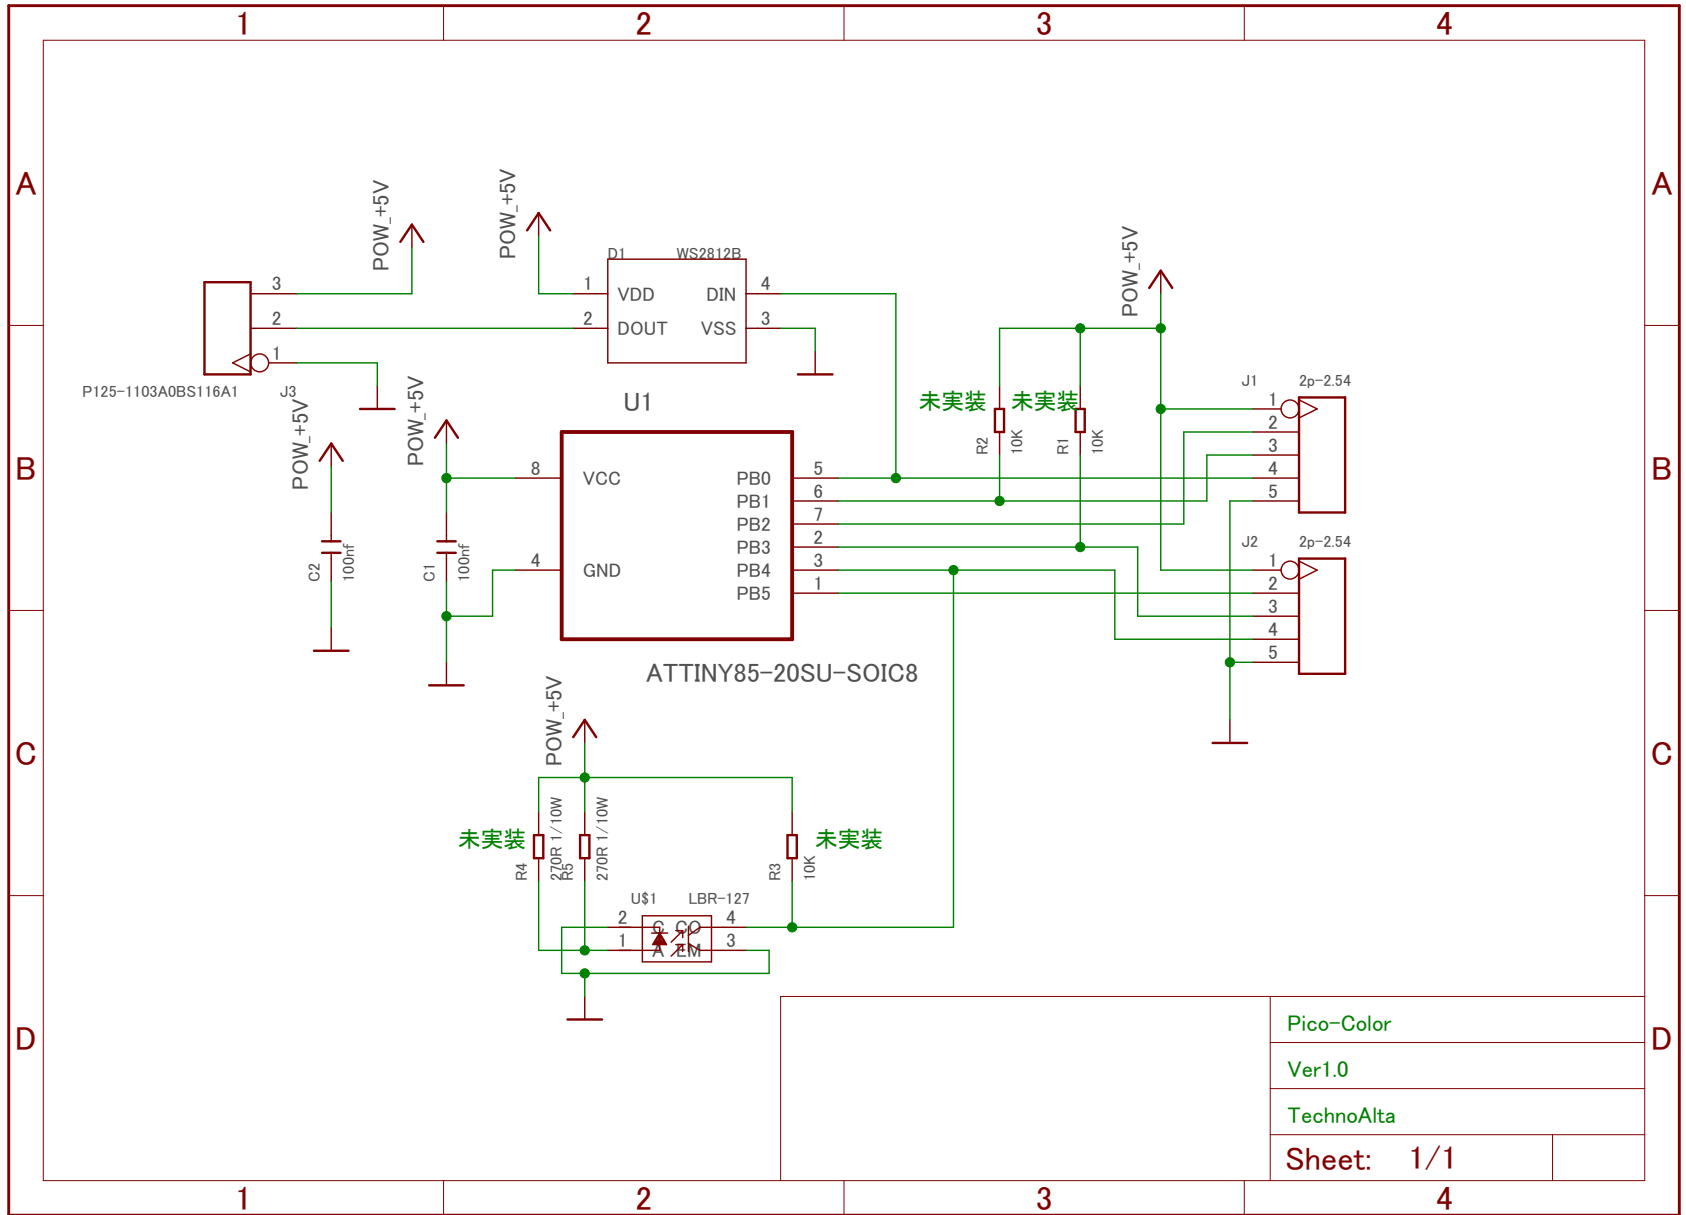 1 2 3 4
A A
POW_+5V
POW_+5V
POW_+5V
D1 WS2812B
1 VDD DIN 4
2 DOUT VSS 3
3
2
1
P125-1103A0BS116A1 J3
POW_+5V
POW_+5V
U1
未実装 未実装
R2 10K R1 10K
J1 2p-2.54
1
2
3
4
5
B B
8 VCC PB0 5
PB1 6
PB2 7
PB3 2
4 GND PB4 3
PB5 1
C2 100nf C1 100nf
J2 2p-2.54
1
2
3
4
5
ATTINY85-20SU-SOIC8
C C
POW_+5V
未実装 未実装
R4 270R 1/10W R5 270R 1/10W R3 10K
U$1 LBR-127
2 C CO 4
1 A EM 3
D D
Pico-Color
Ver1.0
TechnoAlta
Sheet: 1/1
1 2 3 4